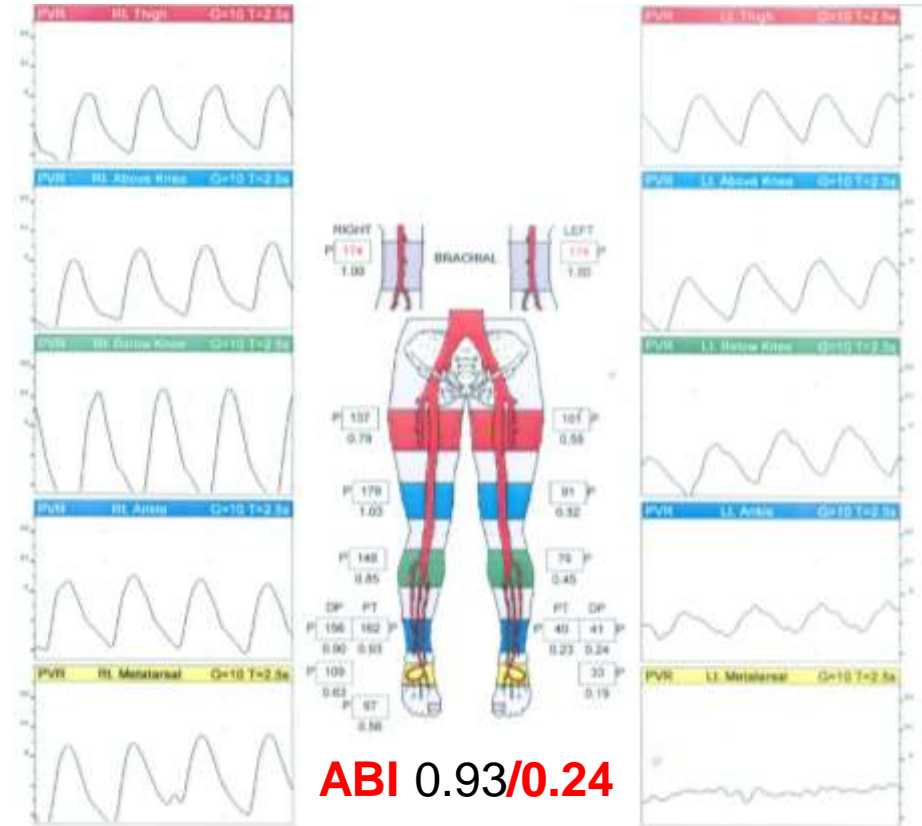 PVR Rt. Thigh G=10 T=2.5s
PVR Lt. Thigh G=10 T=2.5s
PVR Rt. Above Knee G=10 T=2.5s
PVR Lt. Above Knee G=10 T=2.5s
RIGHT LEFT
P 174 BRACHIAL 174 P
1.00 1.00
PVR Rt. Below Knee G=10 T=2.5s
PVR Lt. Below Knee G=10 T=2.5s
P 137 101 P
0.79 0.58
P 179 91 P
1.03 0.52
PVR Rt. Ankle G=10 T=2.5s
PVR Lt. Ankle G=10 T=2.5s
P 148 79 P
0.85 0.45
DP PT PT DP
P 156 162 P P 40 41 P
0.90 0.93 0.23 0.24
PVR Rt. Metatarsal G=10 T=2.5s
PVR Lt. Metatarsal G=10 T=2.5s
P 109 33 P
0.63 0.19
P 97
0.56
ABI 0.93/0.24